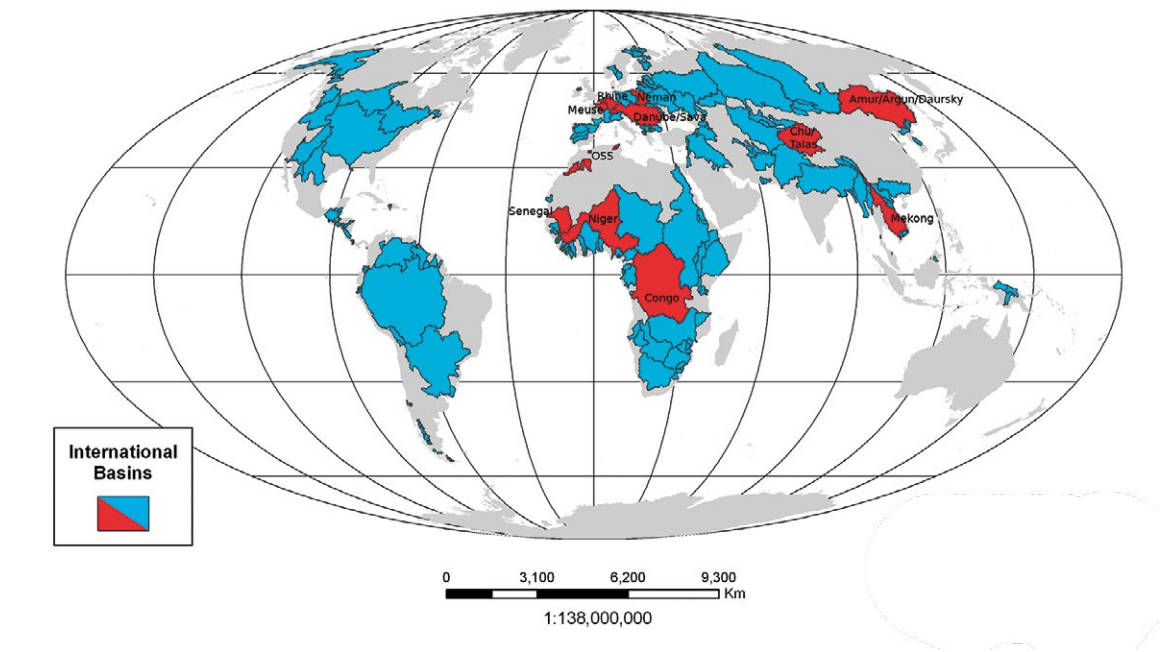 Amur/Argun/Daursky
Rhine
Neman
Meuse
Danube/Sava
Chu/
Talas
OSS
Senegal
Niger
Mekong
Congo
International
Basins
0 3,100 6,200 9,300
Km
1:138,000,000